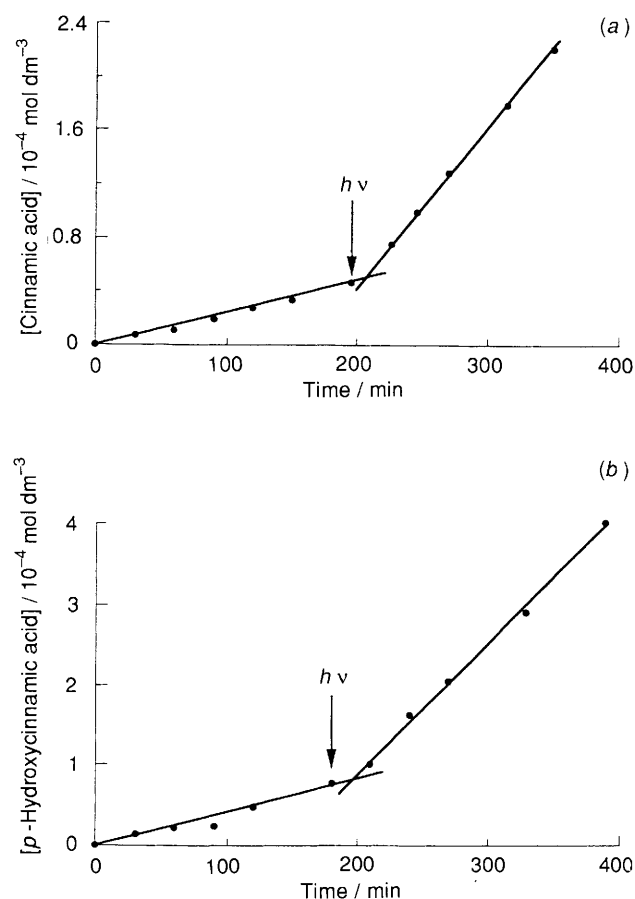 (a)
2.4
1.6
0.8
0
[Cinnamic acid] / 10⁻⁴ mol dm⁻³
h ν
0 100 200 300 400
Time / min
(b)
4
3
2
1
0
[p-Hydroxycinnamic acid] / 10⁻⁴ mol dm⁻³
h ν
0 100 200 300 400
Time / min